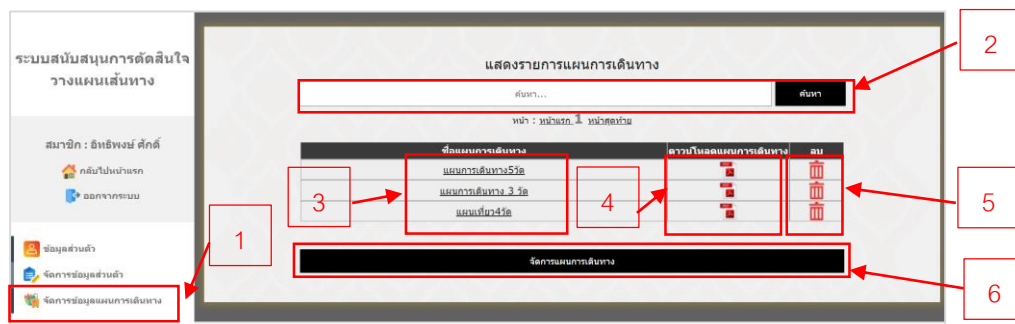 ระบบสนับสนุนการตัดสินใจ
วางแผนเส้นทาง
สมาชิก : อิทธิพงษ์ ศักดิ์
กลับไปหน้าแรก
ออกจากระบบ
1
ข้อมูลส่วนตัว
จัดการข้อมูลส่วนตัว
จัดการข้อมูลแผนการเดินทาง
แสดงรายการแผนการเดินทาง
2
ค้นหา... ค้นหา
หน้า : หน้าแรก 1 หน้าสุดท้าย
ชื่อแผนการเดินทาง ดาวน์โหลดแผนการเดินทาง ลบ
แผนการเดินทาง5วัด
แผนการเดินทาง 3 วัด
แผนเที่ยว4วัด
3
4
5
จัดการแผนการเดินทาง
6